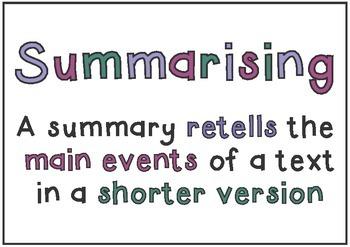 Summarising
A summary retells the
main events of a text
in a shorter version